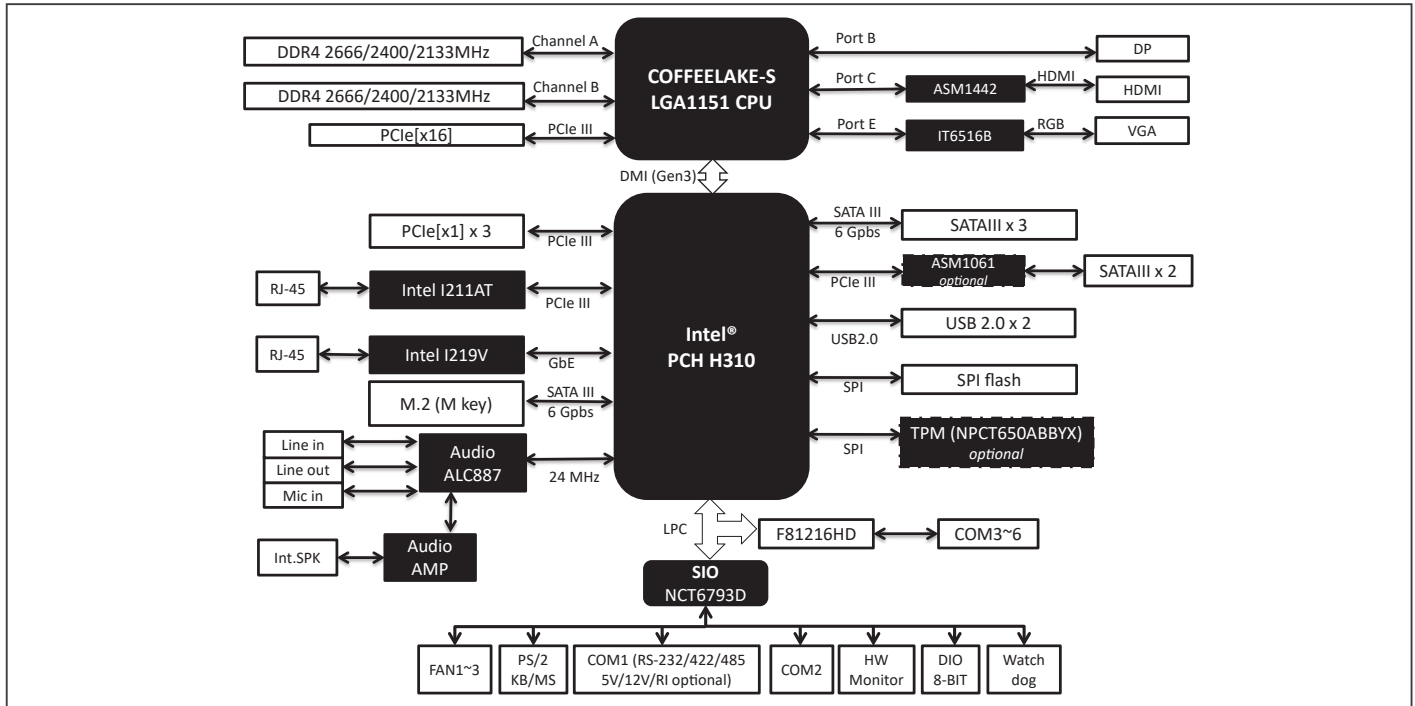 DDR4 2666/2400/2133MHz
Channel A
DDR4 2666/2400/2133MHz
Channel B
PCIe[x16]
PCIe III
COFFEELAKE-S
LGA1151 CPU
Port B
DP
Port C
ASM1442
HDMI
HDMI
Port E
IT6516B
RGB
VGA
DMI (Gen3)
PCIe[x1] x 3
PCIe III
RJ-45
Intel I211AT
PCIe III
RJ-45
Intel I219V
GbE
M.2 (M key)
SATA III
6 Gpbs
Line in
Line out
Mic in
Audio
ALC887
24 MHz
Int.SPK
Audio
AMP
Intel®
PCH H310
SATA III
6 Gpbs
SATAIII x 3
PCIe III
ASM1061
optional
SATAIII x 2
USB2.0
USB 2.0 x 2
SPI
SPI flash
SPI
TPM (NPCT650ABBYX)
optional
LPC
F81216HD
COM3~6
SIO
NCT6793D
FAN1~3
PS/2
KB/MS
COM1 (RS-232/422/485
5V/12V/RI optional)
COM2
HW
Monitor
DIO
8-BIT
Watch
dog